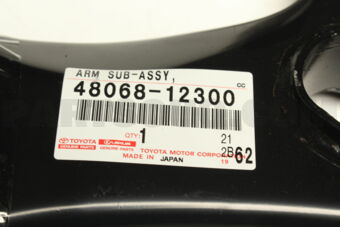 ARM SUB-ASSY,
CC
48068-12300
QTY:
1
21
TOYOTA LEXUS
GENUINE PARTS GENUINE PARTS
TOYOTA MOTOR CORPORATION
2B62
MADE IN JAPAN
19